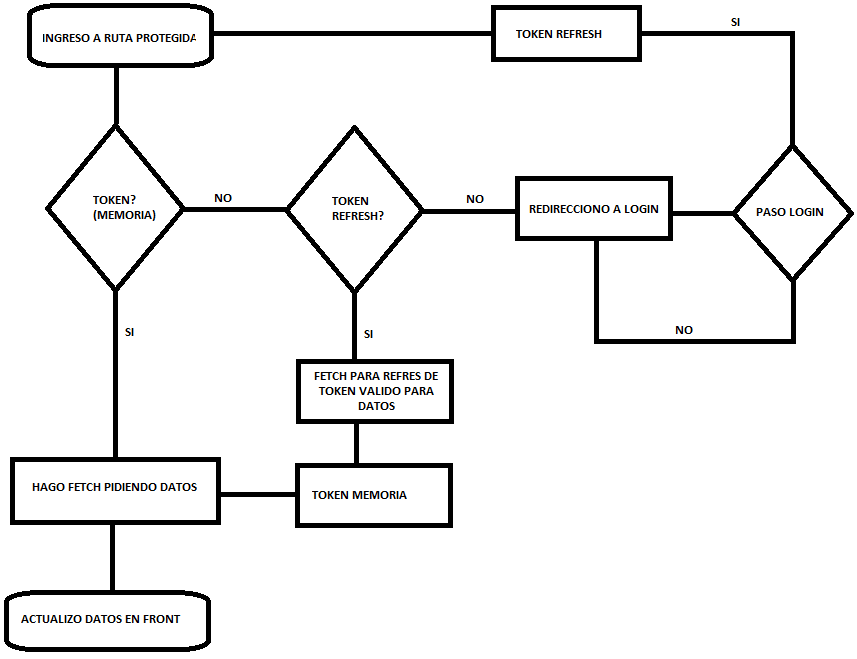 INGRESO A RUTA PROTEGIDA
TOKEN REFRESH
SI
TOKEN?
(MEMORIA)
NO
TOKEN
REFRESH?
NO
REDIRECCIONO A LOGIN
PASO LOGIN
SI
SI
NO
FETCH PARA REFRES DE
TOKEN VALIDO PARA
DATOS
HAGO FETCH PIDIENDO DATOS
TOKEN MEMORIA
ACTUALIZO DATOS EN FRONT